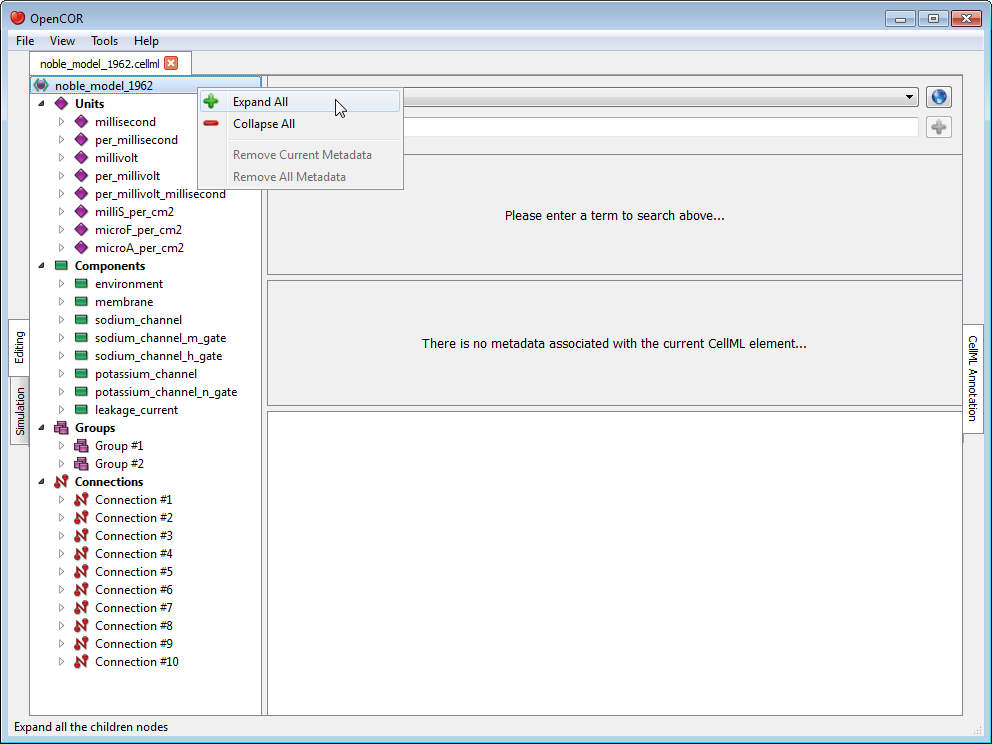 OpenCOR
File View Tools Help
noble_model_1962.cellml
noble_model_1962
Expand All
Collapse All
Remove Current Metadata
Remove All Metadata
Units
millisecond
per_millisecond
millivolt
per_millivolt
per_millivolt_millisecond
milliS_per_cm2
microF_per_cm2
microA_per_cm2
Components
environment
membrane
sodium_channel
sodium_channel_m_gate
sodium_channel_h_gate
potassium_channel
potassium_channel_n_gate
leakage_current
Groups
Group #1
Group #2
Connections
Connection #1
Connection #2
Connection #3
Connection #4
Connection #5
Connection #6
Connection #7
Connection #8
Connection #9
Connection #10
Please enter a term to search above...
There is no metadata associated with the current CellML element...
Editing
Simulation
CellML Annotation
Expand all the children nodes